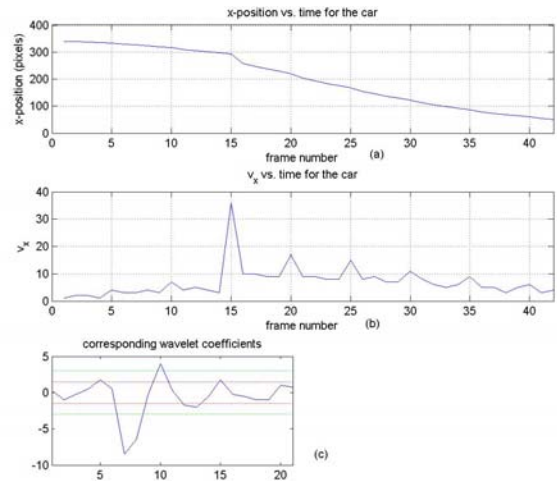 x-position vs. time for the car
400
300
200
100
0
x-position (pixels)
0 5 10 15 20 25 30 35 40
frame number
(a)
v_x vs. time for the car
40
30
20
10
0
v_x
0 5 10 15 20 25 30 35 40
frame number
(b)
corresponding wavelet coefficients
5
0
-5
-10
5 10 15 20
(c)